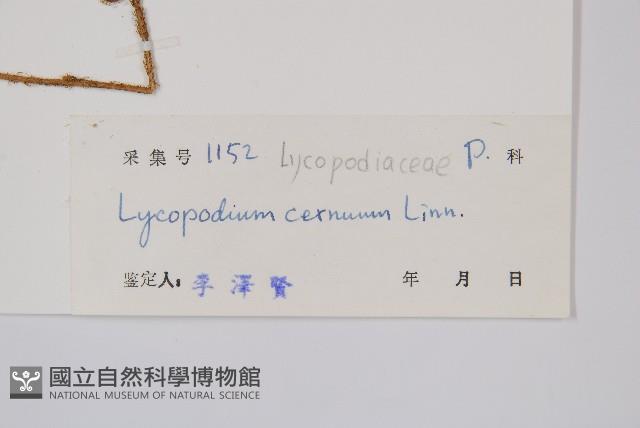 采集号 1152 Lycopodiaceae P. 科
Lycopodium cernuum Linn.
鉴定人: 李澤賢 年 月 日
國立自然科學博物館
NATIONAL MUSEUM OF NATURAL SCIENCE